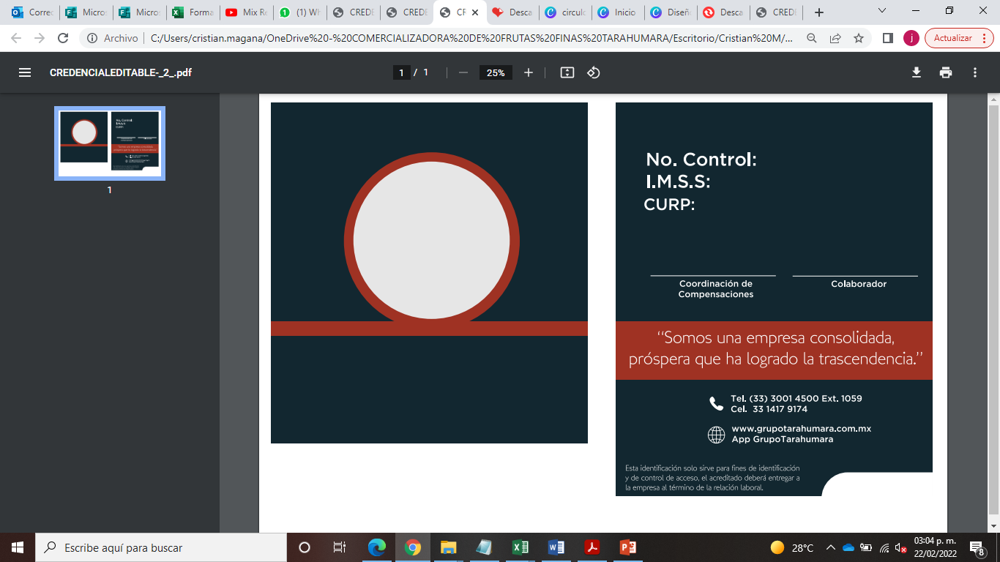 Correc
Micros
Micros
Forma
Mix Re
(1) Wh
CREDE
CREDE
CR
Desca
circulo
Inicio
Diseño
Desca
CREDE
Archivo
C:/Users/cristian.magana/OneDrive%20-%20COMERCIALIZADORA%20DE%20FRUTAS%20FINAS%20TARAHUMARA/Escritorio/Cristian%20M/...
j
Actualizar
CREDENCIALEDITABLE-_2_.pdf
1 / 1
25%
1
No. Control:
I.M.S.S:
CURP:
Coordinación de
Compensaciones
Colaborador
“Somos una empresa consolidada,
próspera que ha logrado la trascendencia.”
Tel. (33) 3001 4500 Ext. 1059
Cel. 33 1417 9174
www.grupotarahumara.com.mx
App GrupoTarahumara
Esta identificación solo sirve para fines de identificación
y de control de acceso, el acreditado deberá entregar a
la empresa al término de la relación laboral.
Escribe aquí para buscar
28°C
03:04 p. m.
22/02/2022
8